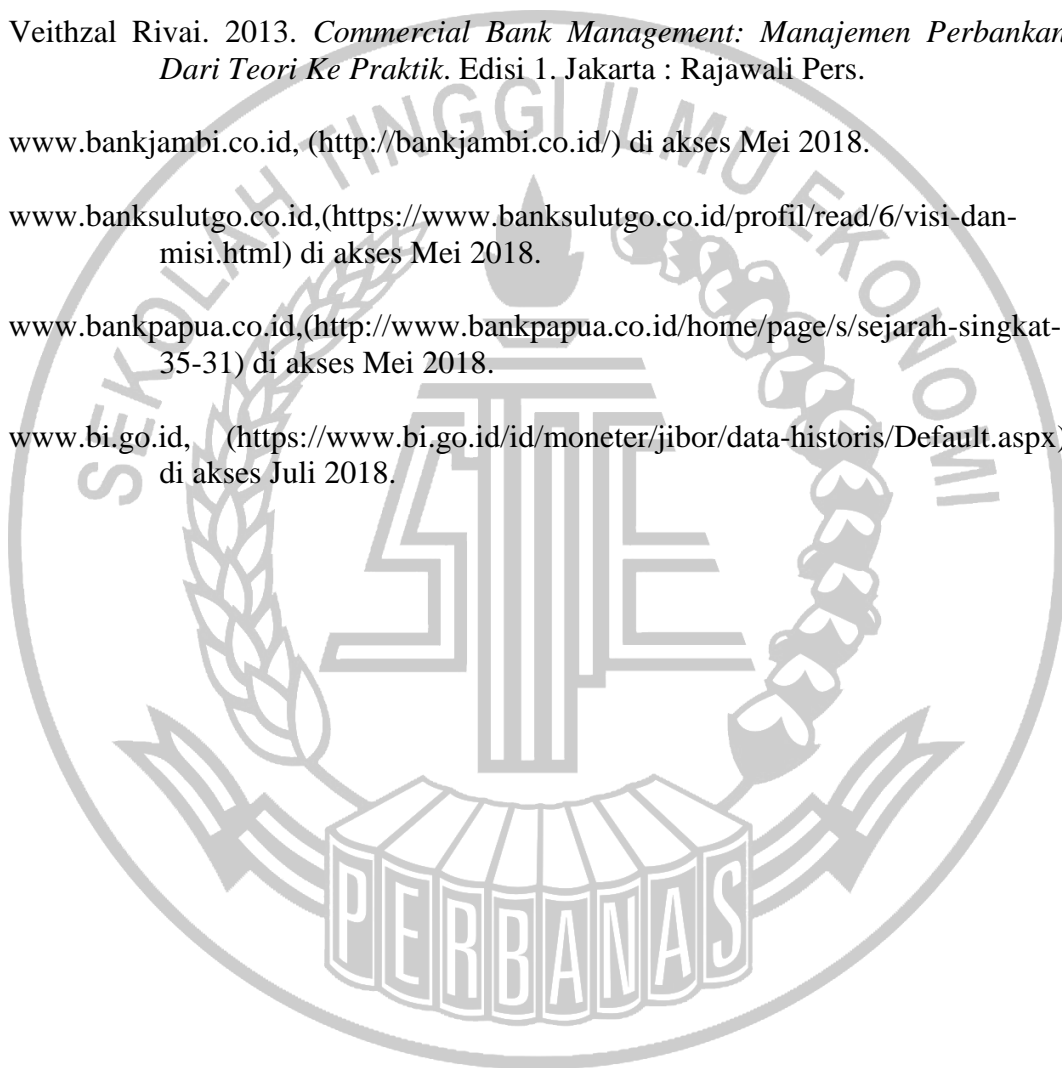 Veithzal Rivai. 2013. Commercial Bank Management: Manajemen Perbankan
Dari Teori Ke Praktik. Edisi 1. Jakarta : Rajawali Pers.
www.bankjambi.co.id, (http://bankjambi.co.id/) di akses Mei 2018.
www.banksulutgo.co.id,(https://www.banksulutgo.co.id/profil/read/6/visi-dan-
misi.html) di akses Mei 2018.
www.bankpapua.co.id,(http://www.bankpapua.co.id/home/page/s/sejarah-singkat-
35-31) di akses Mei 2018.
www.bi.go.id, (https://www.bi.go.id/id/moneter/jibor/data-historis/Default.aspx)
di akses Juli 2018.
SEKOLAH TINGGI ILMU EKONOMI
STIE
PERBANAS